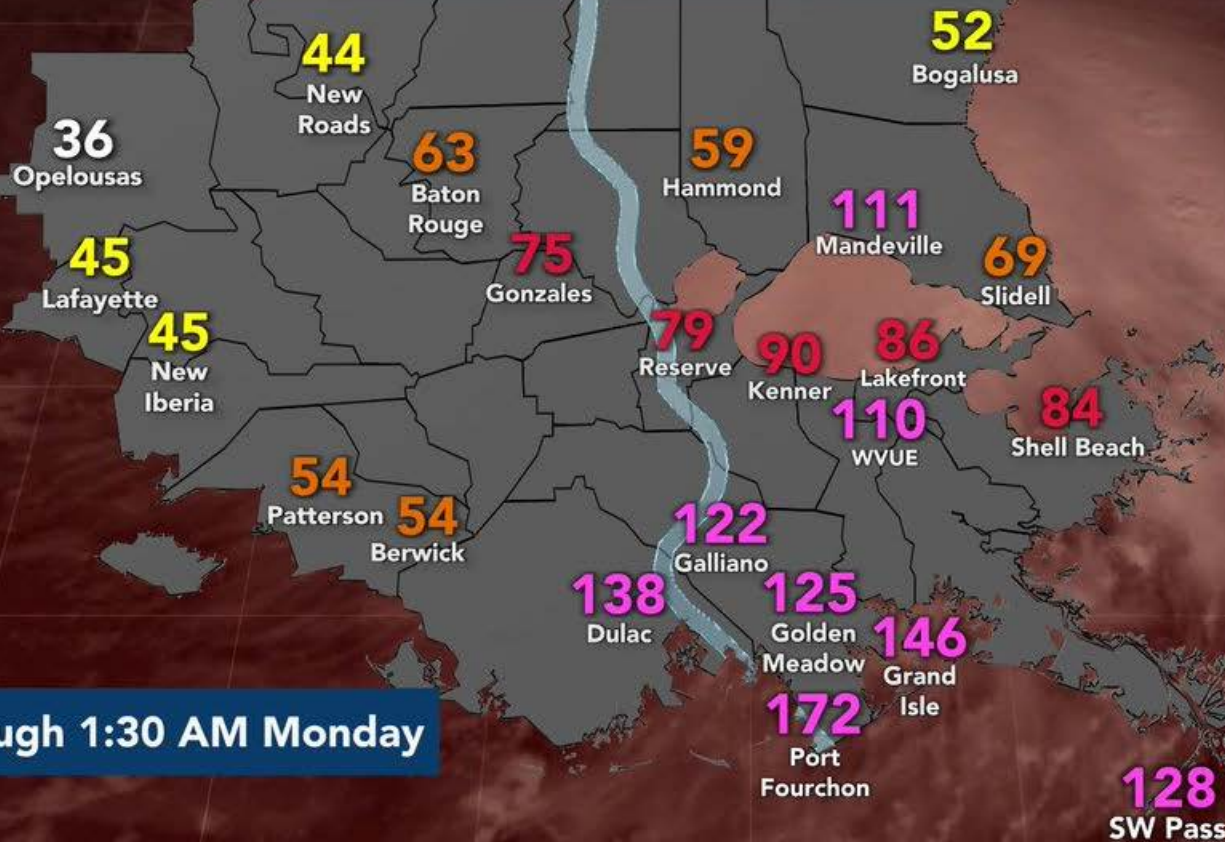 52
Bogalusa
44
New
Roads
36
Opelousas
63
Baton
Rouge
59
Hammond
111
Mandeville
69
Slidell
45
Lafayette
75
Gonzales
45
New
Iberia
79
Reserve
90
Kenner
86
Lakefront
84
Shell Beach
110
WVUE
54
Patterson
54
Berwick
122
Galliano
138
Dulac
125
Golden
Meadow
146
Grand
Isle
172
Port
Fourchon
ugh 1:30 AM Monday
128
SW Pass